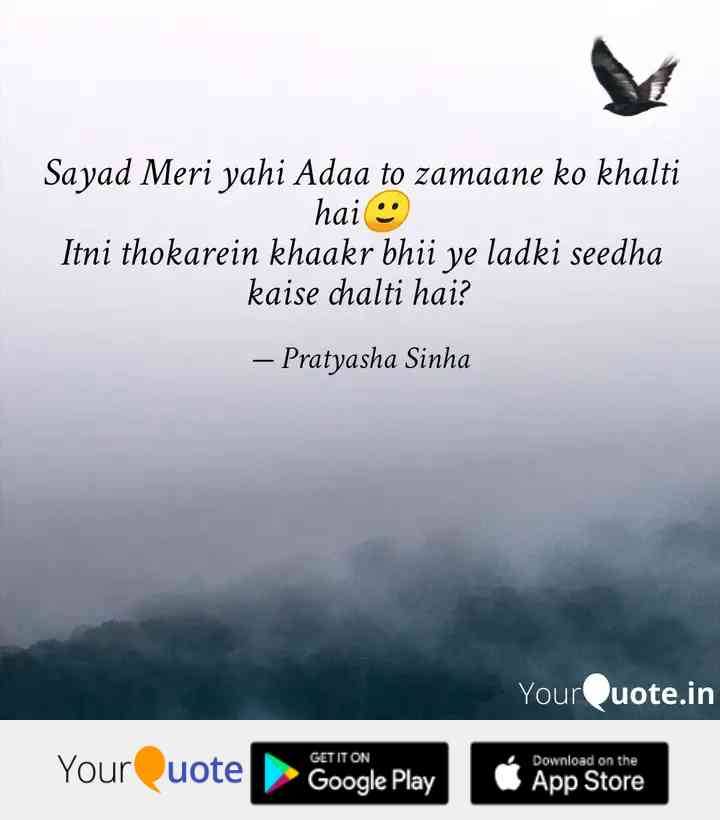 Sayad Meri yahi Adaa to zamaane ko khalti
hai🙂
Itni thokarein khaakr bhii ye ladki seedha
kaise chalti hai?
— Pratyasha Sinha
YourQuote.in
YourQuote
GET IT ON
Google Play
Download on the
App Store